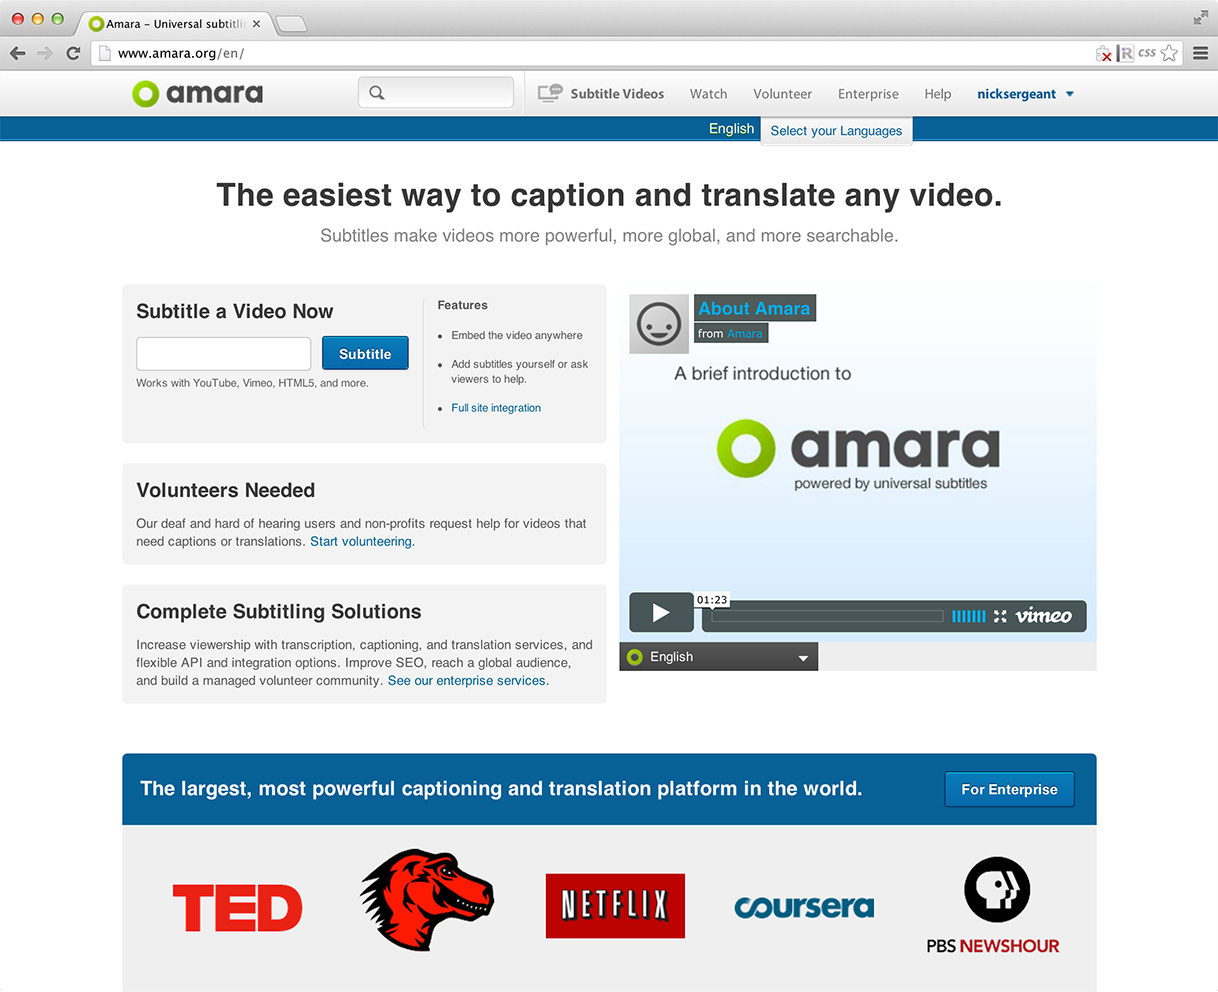 Amara – Universal subtitli
www.amara.org/en/
R
css
amara
Subtitle Videos
Watch
Volunteer
Enterprise
Help
nicksergeant
English
Select your Languages
The easiest way to caption and translate any video.
Subtitles make videos more powerful, more global, and more searchable.
Subtitle a Video Now
Subtitle
Works with YouTube, Vimeo, HTML5, and more.
Features
Embed the video anywhere
Add subtitles yourself or ask
viewers to help.
Full site integration
Volunteers Needed
Our deaf and hard of hearing users and non-profits request help for videos that
need captions or translations. Start volunteering.
Complete Subtitling Solutions
Increase viewership with transcription, captioning, and translation services, and
flexible API and integration options. Improve SEO, reach a global audience,
and build a managed volunteer community. See our enterprise services.
About Amara
from Amara
A brief introduction to
amara
powered by universal subtitles
01:23
vimeo
English
The largest, most powerful captioning and translation platform in the world.
For Enterprise
TED
NETFLIX
coursera
PBS NEWSHOUR